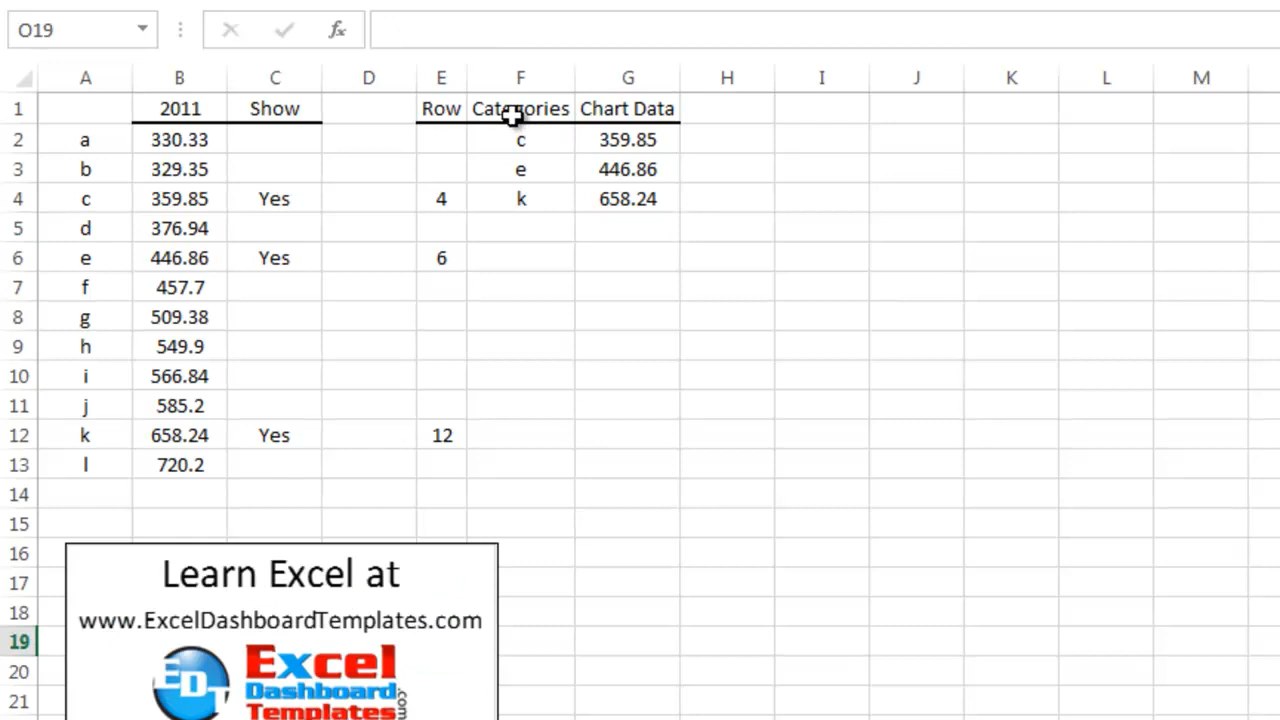 O19 fx
A B C D E F G H I J K L M
1 2011 Show Row Categories Chart Data
2 a 330.33 c 359.85
3 b 329.35 e 446.86
4 c 359.85 Yes 4 k 658.24
5 d 376.94
6 e 446.86 Yes 6
7 f 457.7
8 g 509.38
9 h 549.9
10 i 566.84
11 j 585.2
12 k 658.24 Yes 12
13 l 720.2
14
15
16
17
18
19
20
21
Learn Excel at
www.ExcelDashboardTemplates.com
EDT
Excel
Dashboard
Templates
.com